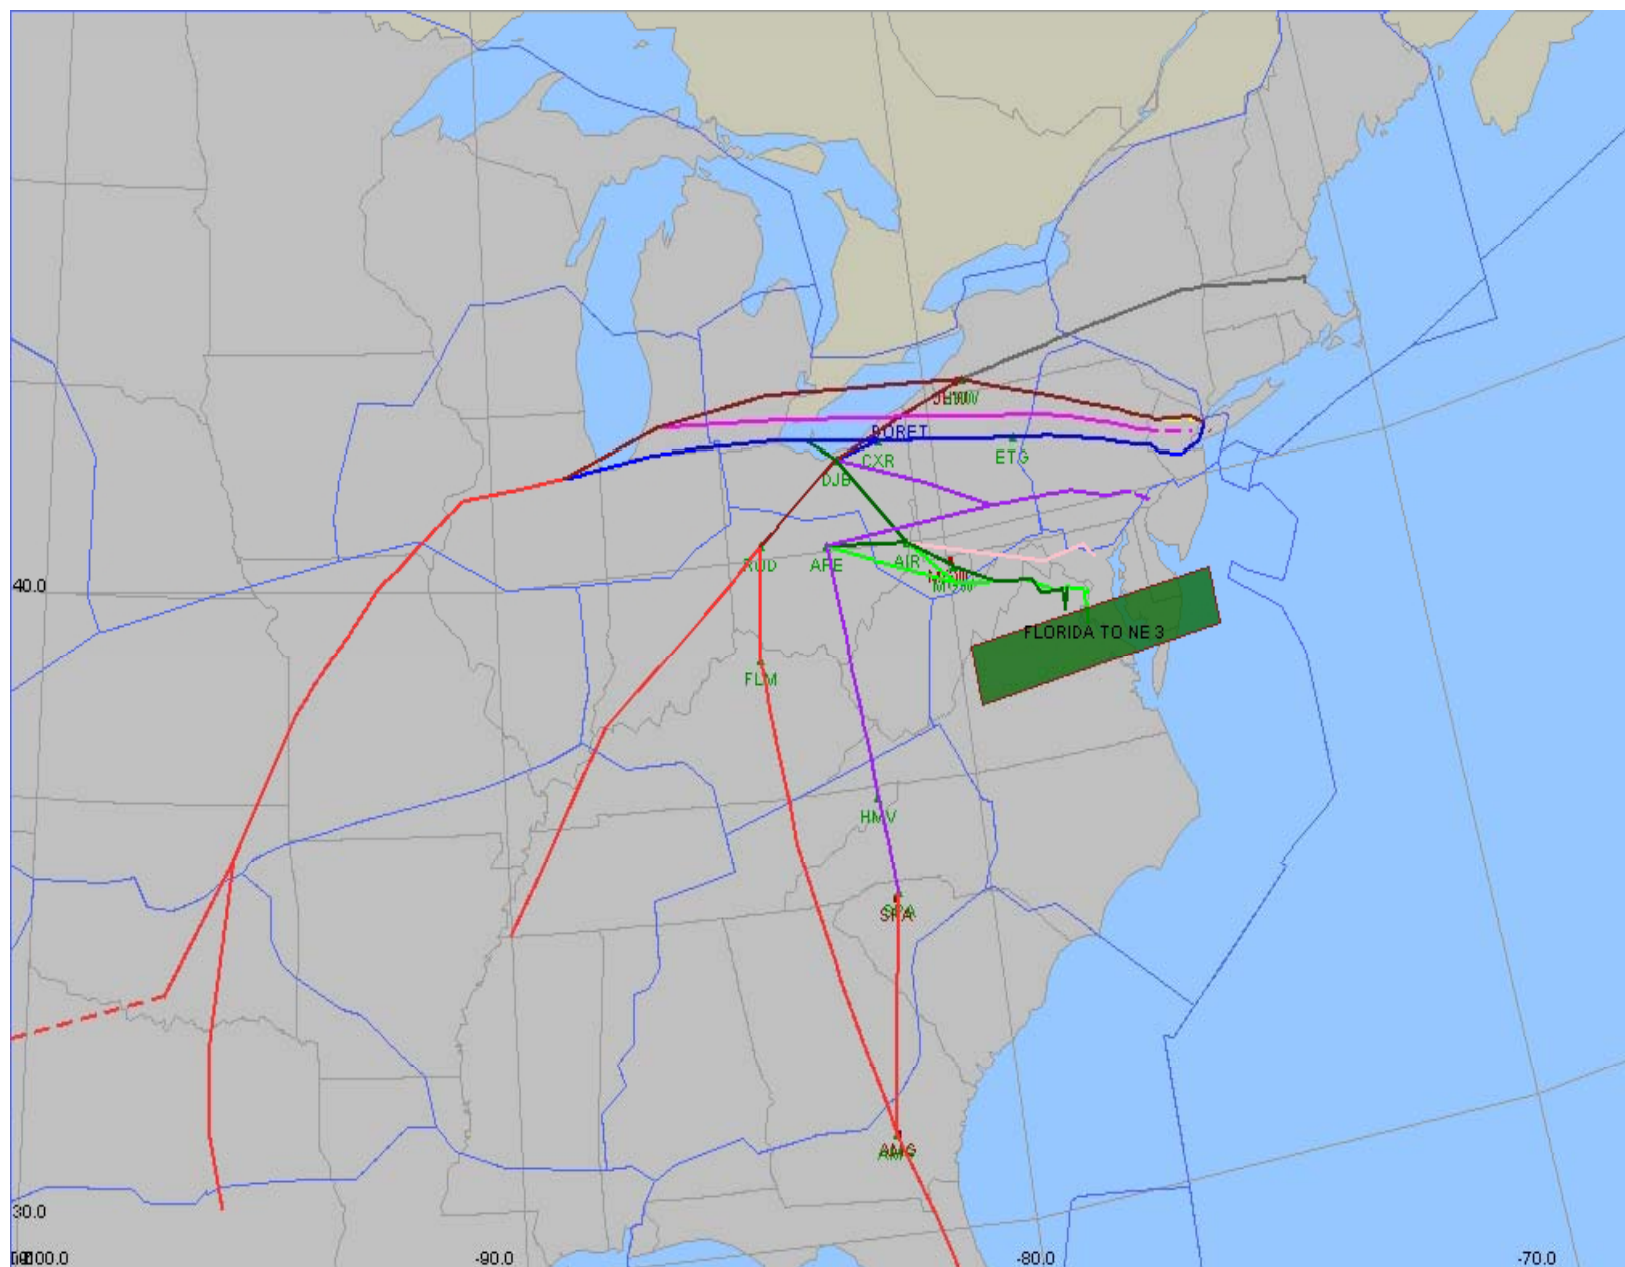 DORET
CXR
ETG
DJB
RUD
APE
AIR
40.0
FLORIDA TO NE 3
FLM
HMV
SPA
AMG
30.0
-90.0
-80.0
-70.0